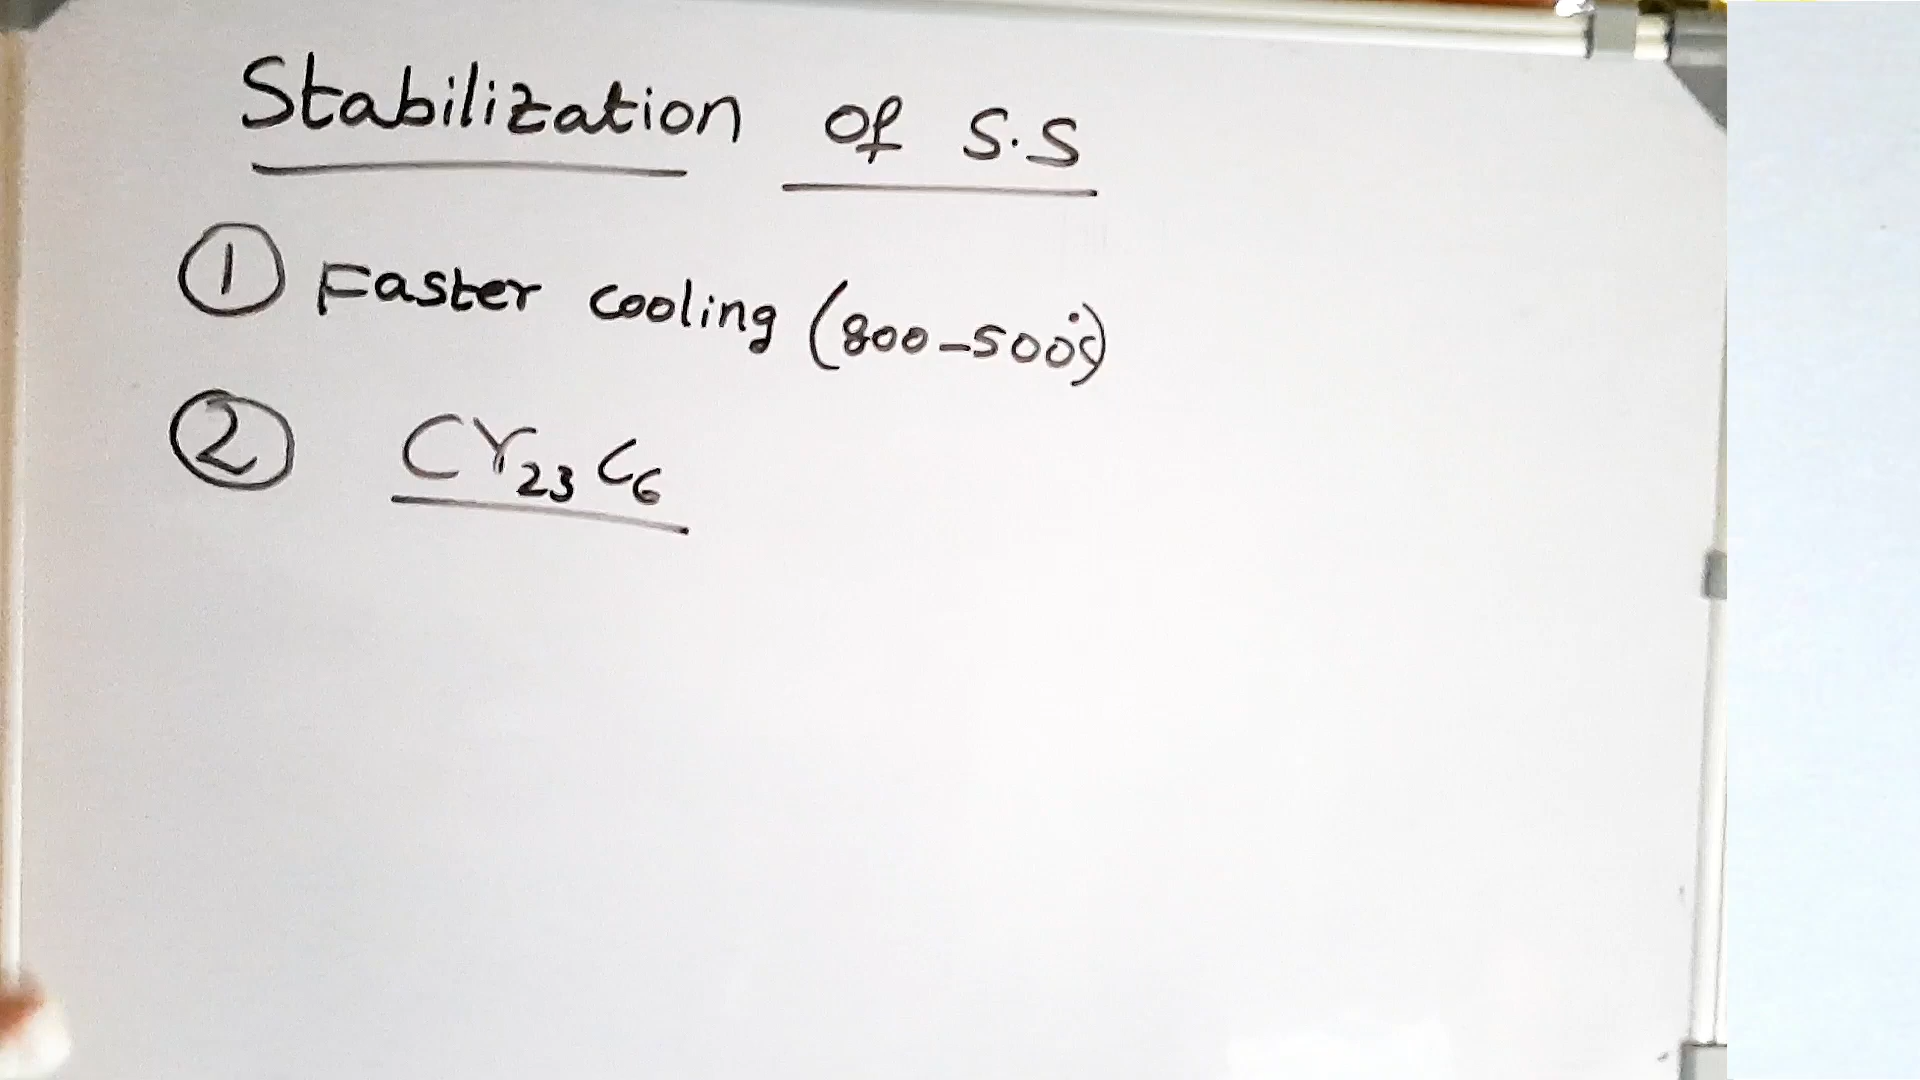 Stabilization of S.S
① Faster cooling (800-500°c)
② Cr₂₃C₆